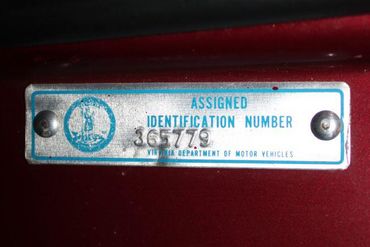 ASSIGNED
IDENTIFICATION NUMBER
365779
VIRGINIA DEPARTMENT OF MOTOR VEHICLES